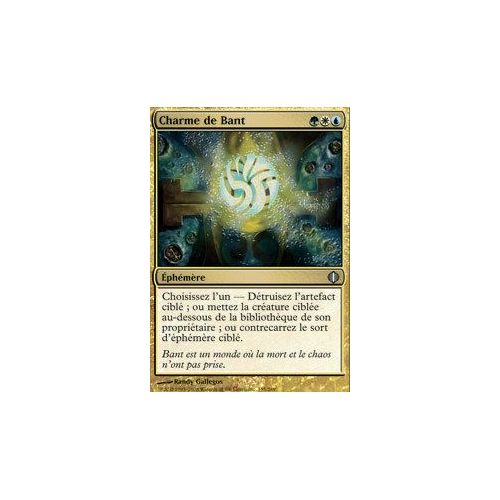 Charme de Bant
Éphémère
Choisissez l'un — Détruisez l'artefact
ciblé ; ou mettez la créature ciblée
au-dessous de la bibliothèque de son
propriétaire ; ou contrecarrez le sort
d'éphémère ciblé.
Bant est un monde où la mort et le chaos
n'ont pas prise.
Randy Gallegos